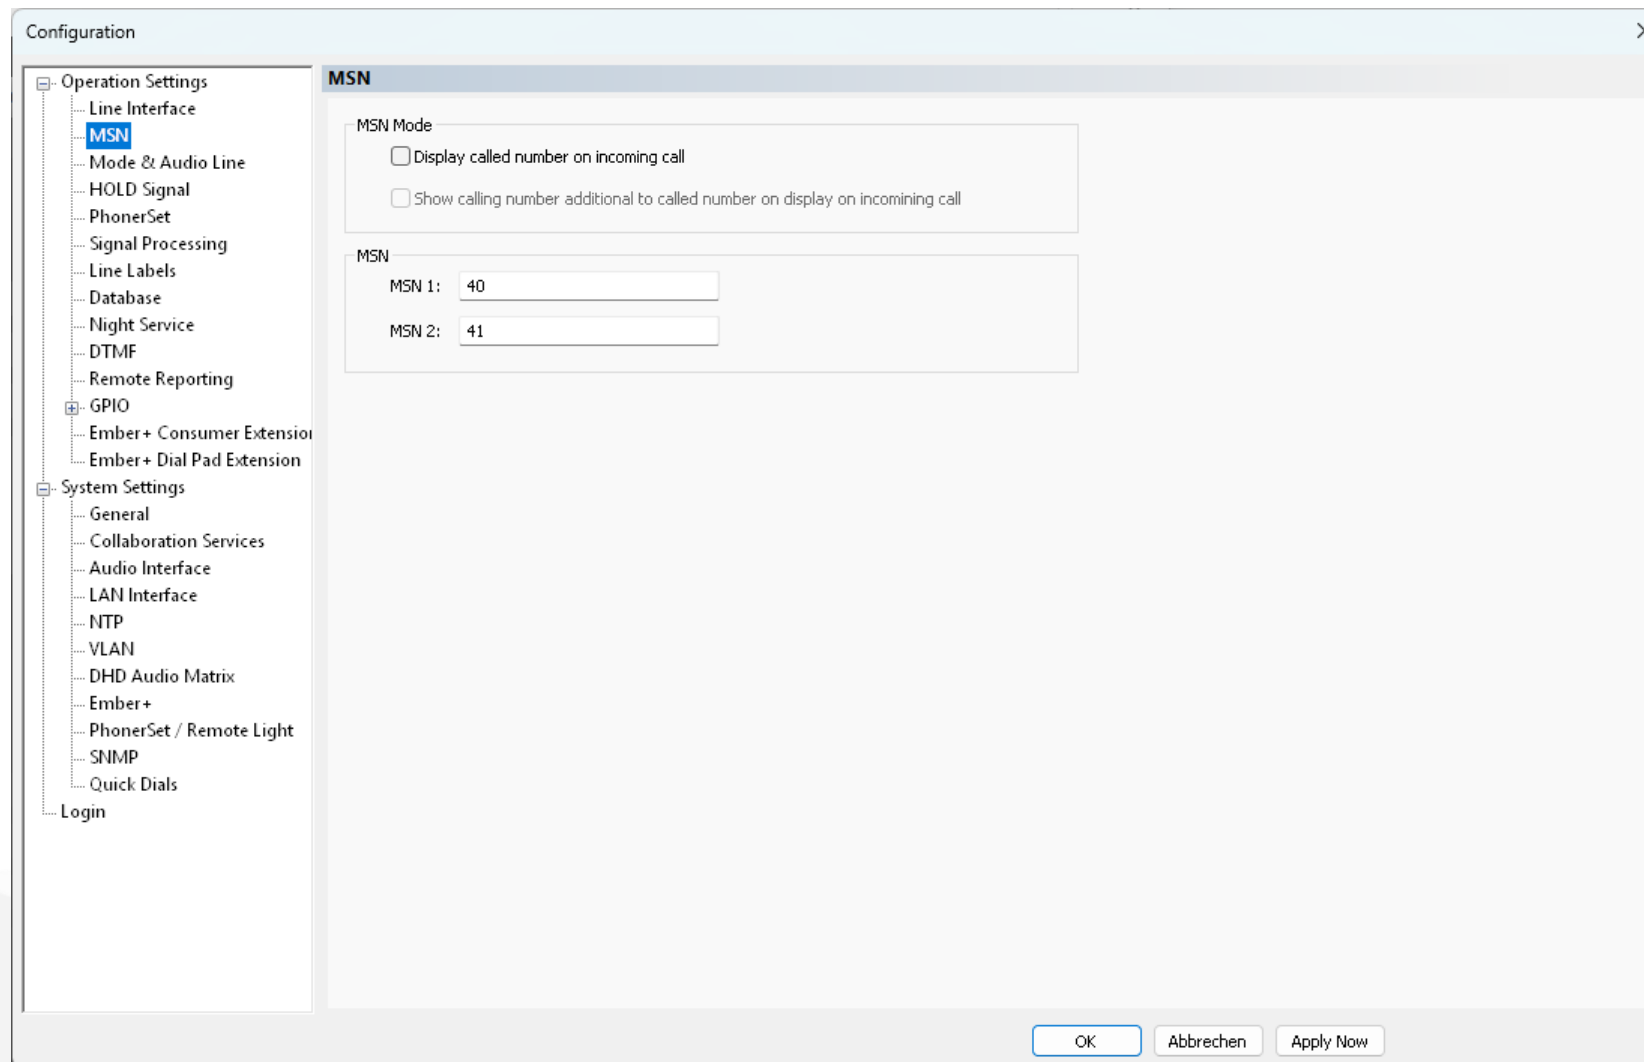 Configuration
Operation Settings
Line Interface
MSN
Mode & Audio Line
HOLD Signal
PhonerSet
Signal Processing
Line Labels
Database
Night Service
DTMF
Remote Reporting
GPIO
Ember+ Consumer Extension
Ember+ Dial Pad Extension
System Settings
General
Collaboration Services
Audio Interface
LAN Interface
NTP
VLAN
DHD Audio Matrix
Ember+
PhonerSet / Remote Light
SNMP
Quick Dials
Login
MSN
MSN Mode
Display called number on incoming call
Show calling number additional to called number on display on incomining call
MSN
MSN 1: 40
MSN 2: 41
OK Abbrechen Apply Now